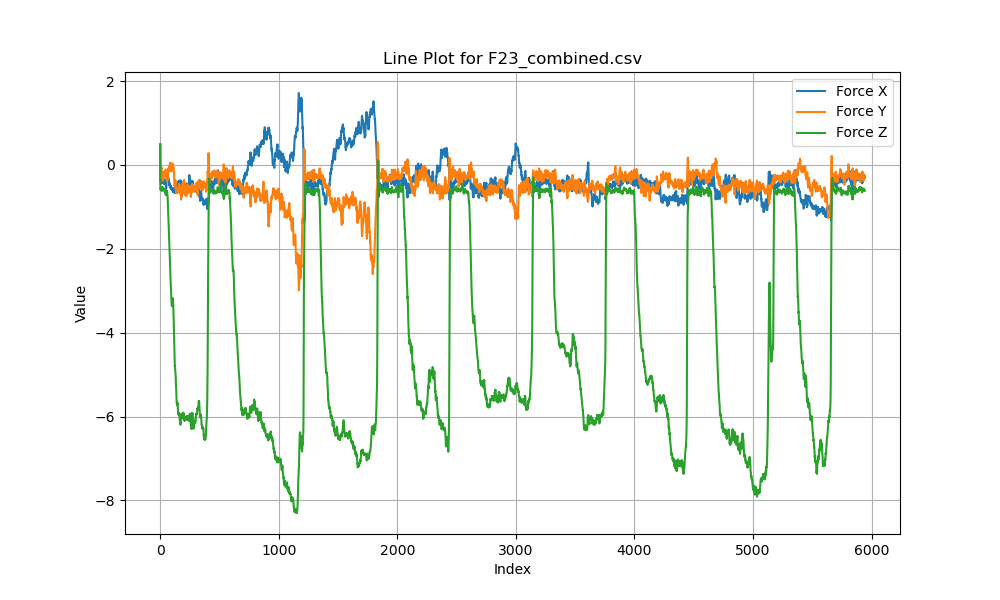 Line Plot for F23_combined.csv
Force X
Force Y
Force Z
Value
2
0
−2
−4
−6
−8
0 1000 2000 3000 4000 5000 6000
Index